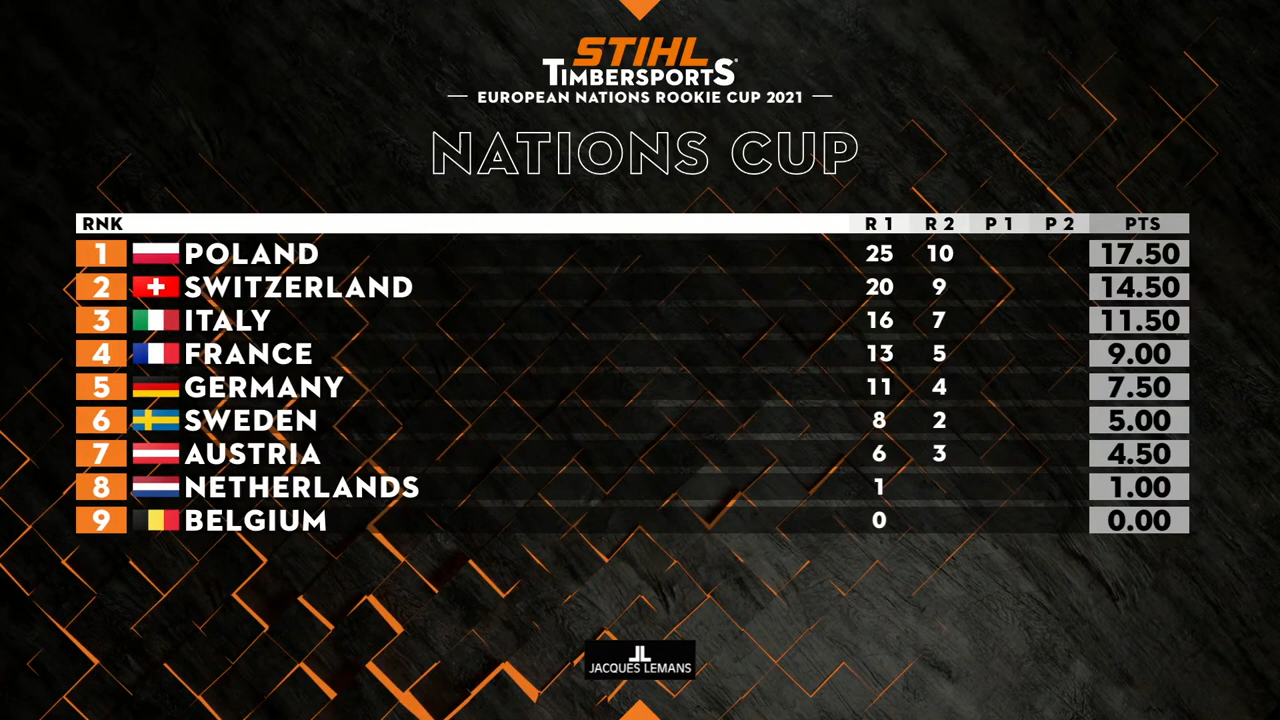 STIHL
TIMBERSPORTS®
EUROPEAN NATIONS ROOKIE CUP 2021
NATIONS CUP
RNK R 1 R 2 P 1 P 2 PTS
1 POLAND 25 10 17.50
2 SWITZERLAND 20 9 14.50
3 ITALY 16 7 11.50
4 FRANCE 13 5 9.00
5 GERMANY 11 4 7.50
6 SWEDEN 8 2 5.00
7 AUSTRIA 6 3 4.50
8 NETHERLANDS 1 1.00
9 BELGIUM 0 0.00
JL
JACQUES LEMANS